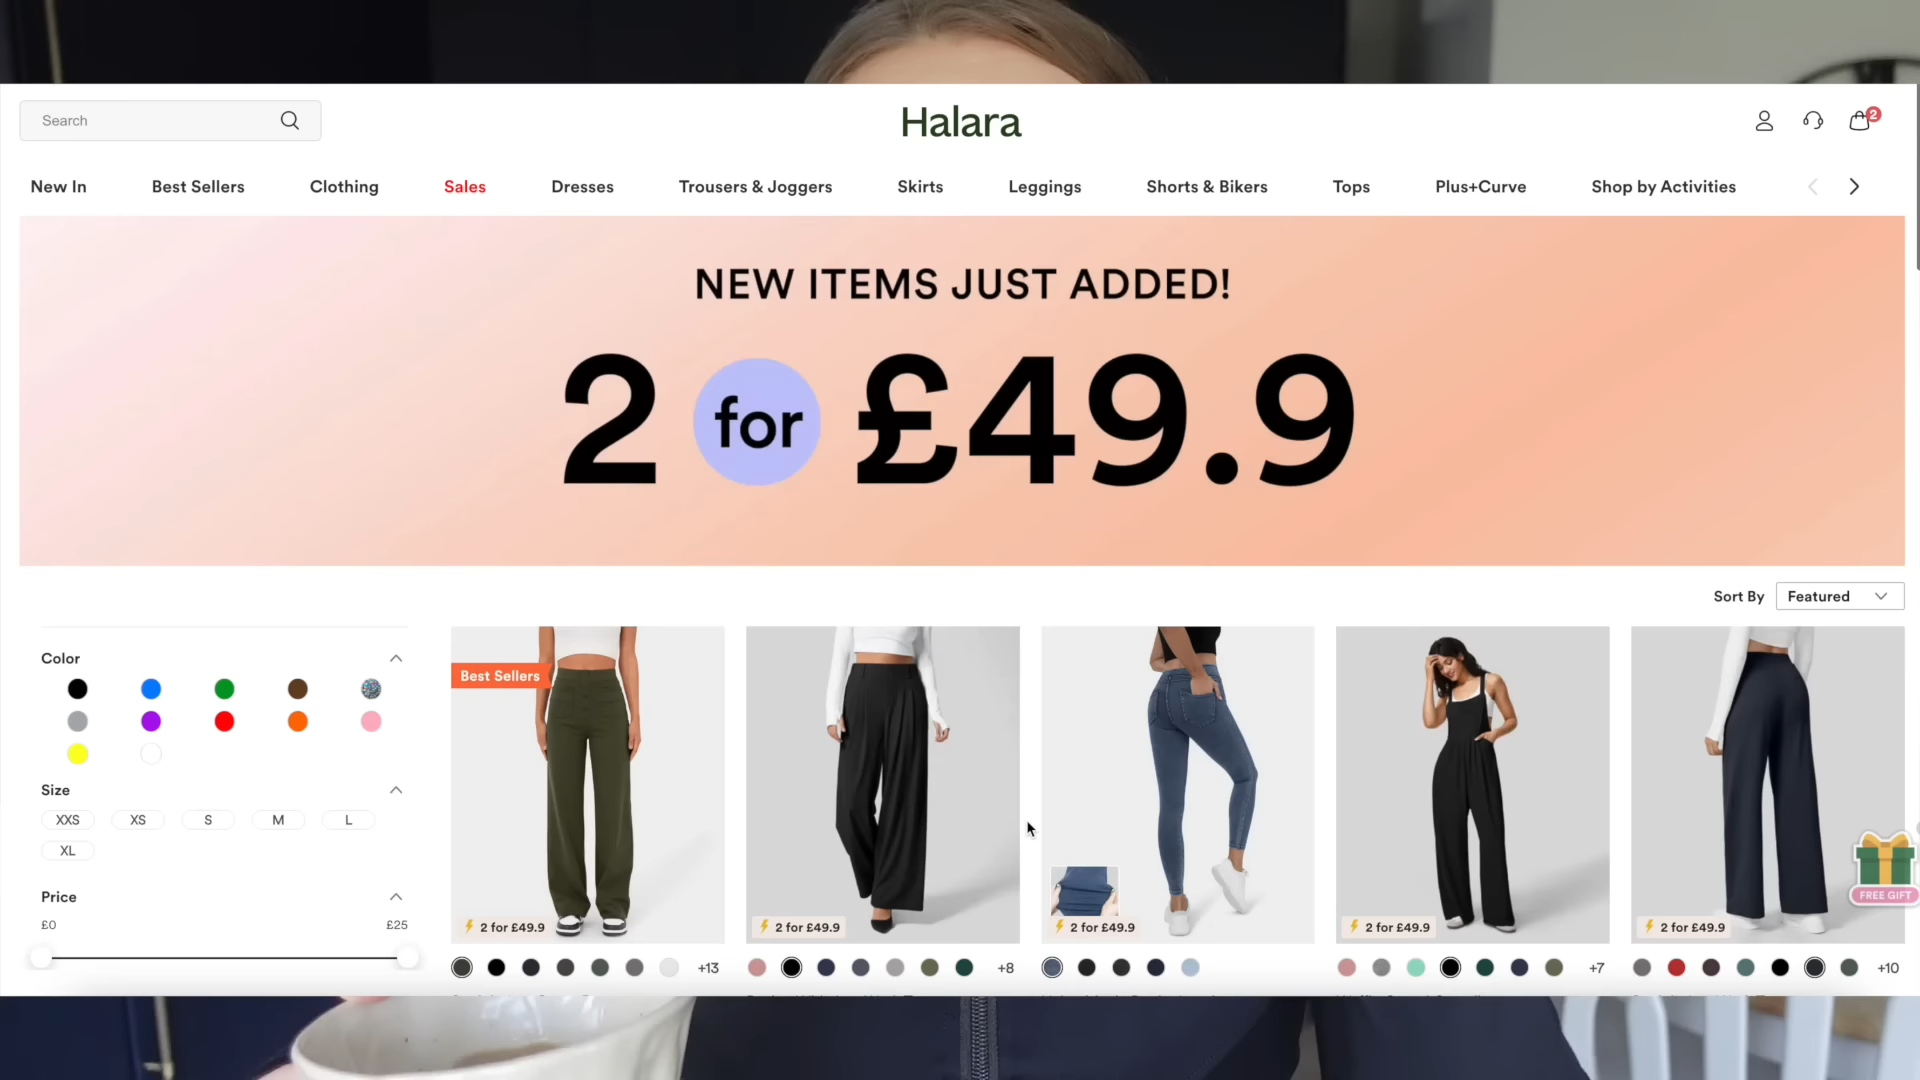 Search
Halara
2
New In Best Sellers Clothing Sales Dresses Trousers & Joggers Skirts Leggings Shorts & Bikers Tops Plus+Curve Shop by Activities
NEW ITEMS JUST ADDED!
2 for £49.9
Sort By Featured
Color
Size
XXS XS S M L
XL
Price
£0 £25
Best Sellers
2 for £49.9
2 for £49.9
2 for £49.9
2 for £49.9
2 for £49.9
FREE GIFT
+13
+8
+7
+10